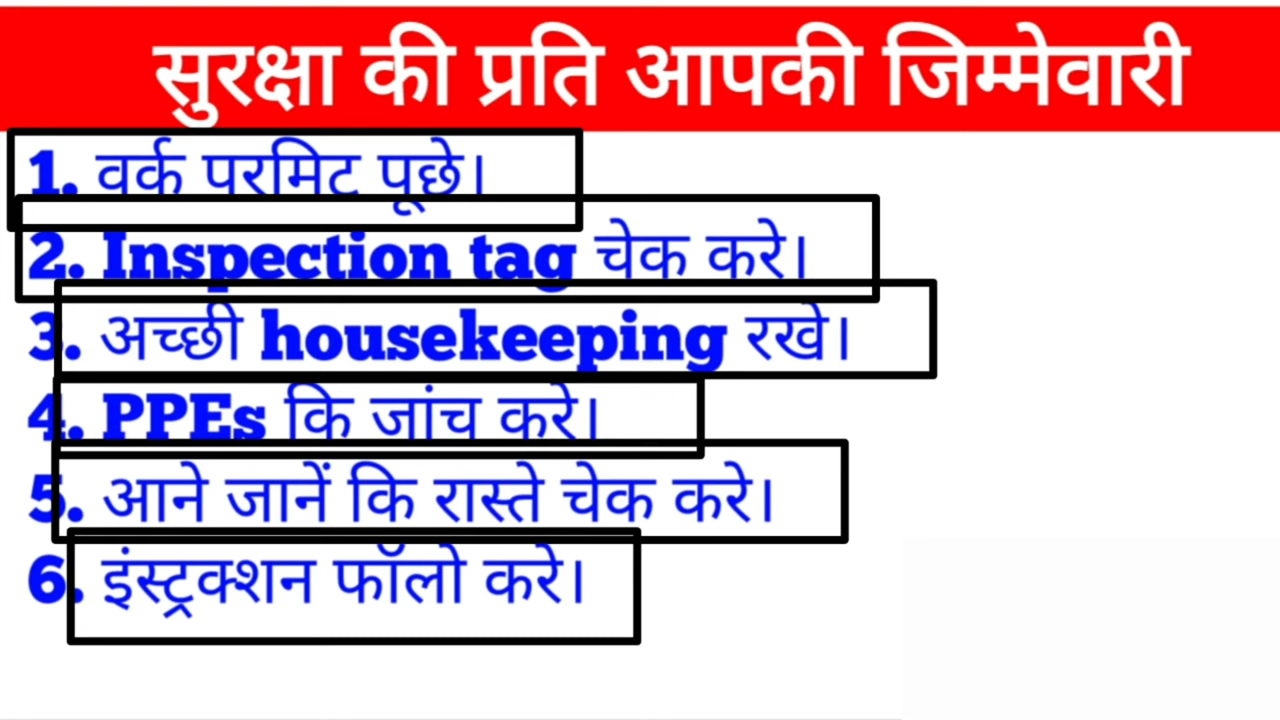 सुरक्षा की प्रति आपकी जिम्मेवारी
1. वर्क परमिट पूछे।
2. Inspection tag चेक करे।
3. अच्छी housekeeping रखे।
4. PPEs कि जांच करे।
5. आने जानें कि रास्ते चेक करे।
6. इंस्ट्रक्शन फॉलो करे।